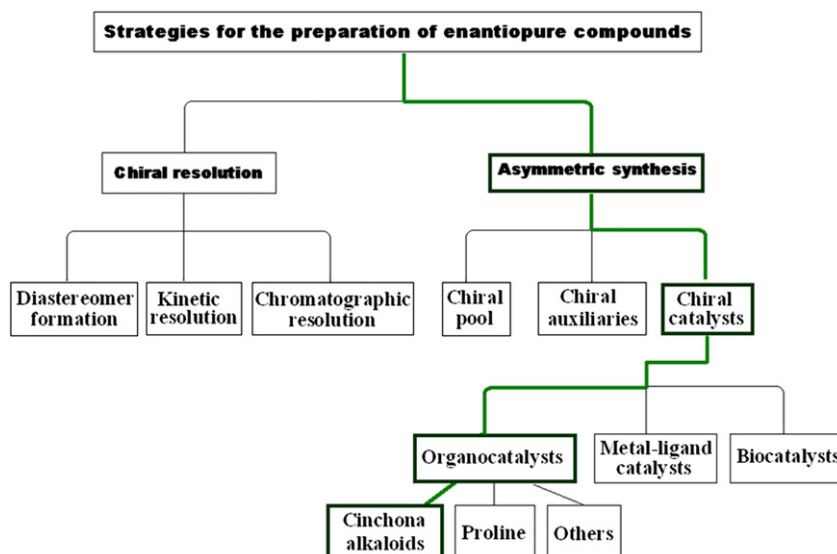 Strategies for the preparation of enantiopure compounds
Chiral resolution
Asymmetric synthesis
Diastereomer
formation
Kinetic
resolution
Chromatographic
resolution
Chiral
pool
Chiral
auxiliaries
Chiral
catalysts
Organocatalysts
Metal-ligand
catalysts
Biocatalysts
Cinchona
alkaloids
Proline
Others